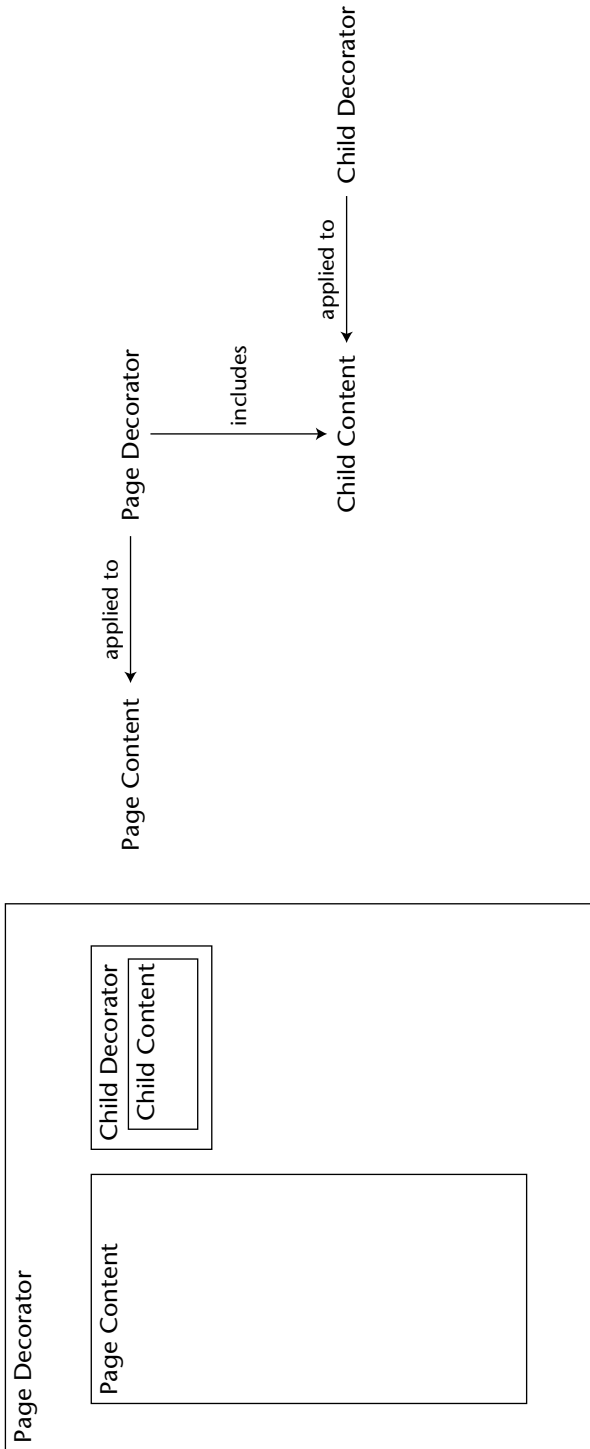 Page Decorator
Page Content
Child Decorator
Child Content
Page Content
applied to
Page Decorator
includes
Child Content
applied to
Child Decorator